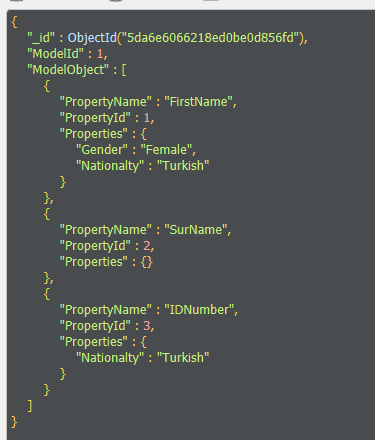 {
"_id" : ObjectId("5da6e6066218ed0be0d856fd"),
"ModelId" : 1,
"ModelObject" : [
{
"PropertyName" : "FirstName",
"PropertyId" : 1,
"Properties" : {
"Gender" : "Female",
"Nationalty" : "Turkish"
}
},
{
"PropertyName" : "SurName",
"PropertyId" : 2,
"Properties" : {}
},
{
"PropertyName" : "IDNumber",
"PropertyId" : 3,
"Properties" : {
"Nationalty" : "Turkish"
}
}
]
}